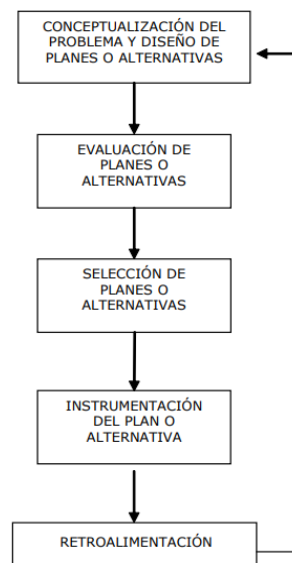 CONCEPTUALIZACIÓN DEL
PROBLEMA Y DISEÑO DE
PLANES O ALTERNATIVAS
EVALUACIÓN DE
PLANES O
ALTERNATIVAS
SELECCIÓN DE
PLANES O
ALTERNATIVAS
INSTRUMENTACIÓN
DEL PLAN O
ALTERNATIVA
RETROALIMENTACIÓN